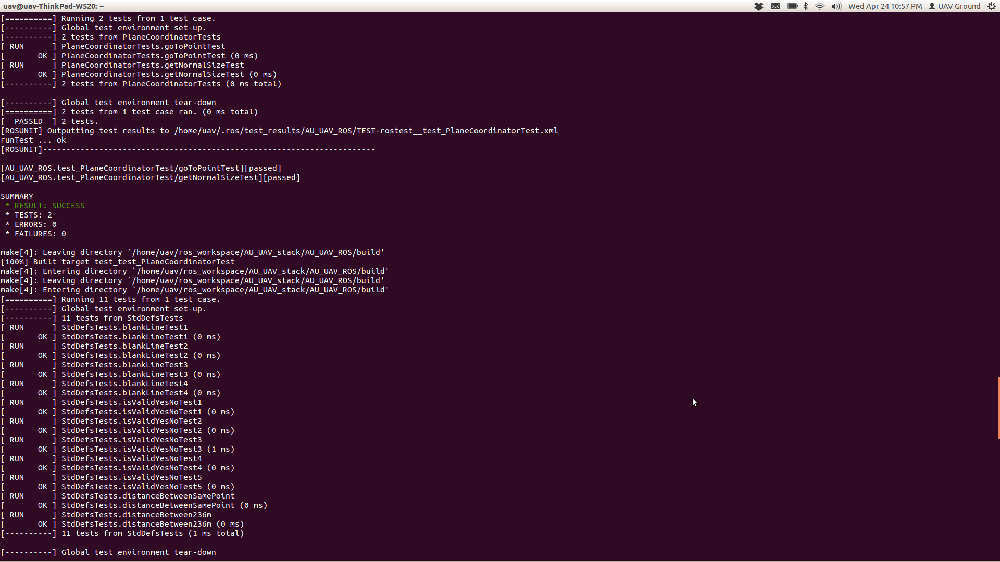 uav@uav-ThinkPad-W520: ~
Wed Apr 24 10:57 PM UAV Ground
[==========] Running 2 tests from 1 test case.
[----------] Global test environment set-up.
[----------] 2 tests from PlaneCoordinatorTests
[ RUN      ] PlaneCoordinatorTests.goToPointTest
[       OK ] PlaneCoordinatorTests.goToPointTest (0 ms)
[ RUN      ] PlaneCoordinatorTests.getNormalSizeTest
[       OK ] PlaneCoordinatorTests.getNormalSizeTest (0 ms)
[----------] 2 tests from PlaneCoordinatorTests (0 ms total)

[----------] Global test environment tear-down
[==========] 2 tests from 1 test case ran. (0 ms total)
[  PASSED  ] 2 tests.
[ROSUNIT] Outputting test results to /home/uav/.ros/test_results/AU_UAV_ROS/TEST-rostest__test_PlaneCoordinatorTest.xml
runTest ... ok
[ROSUNIT]-----------------------------------------------------------------------

[AU_UAV_ROS.test_PlaneCoordinatorTest/goToPointTest][passed]
[AU_UAV_ROS.test_PlaneCoordinatorTest/getNormalSizeTest][passed]

SUMMARY
 * RESULT: SUCCESS
 * TESTS: 2
 * ERRORS: 0
 * FAILURES: 0

make[4]: Leaving directory `/home/uav/ros_workspace/AU_UAV_stack/AU_UAV_ROS/build'
[100%] Built target test_test_PlaneCoordinatorTest
make[4]: Entering directory `/home/uav/ros_workspace/AU_UAV_stack/AU_UAV_ROS/build'
make[4]: Leaving directory `/home/uav/ros_workspace/AU_UAV_stack/AU_UAV_ROS/build'
make[4]: Entering directory `/home/uav/ros_workspace/AU_UAV_stack/AU_UAV_ROS/build'
[==========] Running 11 tests from 1 test case.
[----------] Global test environment set-up.
[----------] 11 tests from StdDefsTests
[ RUN      ] StdDefsTests.blankLineTest1
[       OK ] StdDefsTests.blankLineTest1 (0 ms)
[ RUN      ] StdDefsTests.blankLineTest2
[       OK ] StdDefsTests.blankLineTest2 (0 ms)
[ RUN      ] StdDefsTests.blankLineTest3
[       OK ] StdDefsTests.blankLineTest3 (0 ms)
[ RUN      ] StdDefsTests.blankLineTest4
[       OK ] StdDefsTests.blankLineTest4 (0 ms)
[ RUN      ] StdDefsTests.isValidYesNoTest1
[       OK ] StdDefsTests.isValidYesNoTest1 (0 ms)
[ RUN      ] StdDefsTests.isValidYesNoTest2
[       OK ] StdDefsTests.isValidYesNoTest2 (0 ms)
[ RUN      ] StdDefsTests.isValidYesNoTest3
[       OK ] StdDefsTests.isValidYesNoTest3 (1 ms)
[ RUN      ] StdDefsTests.isValidYesNoTest4
[       OK ] StdDefsTests.isValidYesNoTest4 (0 ms)
[ RUN      ] StdDefsTests.isValidYesNoTest5
[       OK ] StdDefsTests.isValidYesNoTest5 (0 ms)
[ RUN      ] StdDefsTests.distanceBetweenSamePoint
[       OK ] StdDefsTests.distanceBetweenSamePoint (0 ms)
[ RUN      ] StdDefsTests.distanceBetween236m
[       OK ] StdDefsTests.distanceBetween236m (0 ms)
[----------] 11 tests from StdDefsTests (1 ms total)

[----------] Global test environment tear-down